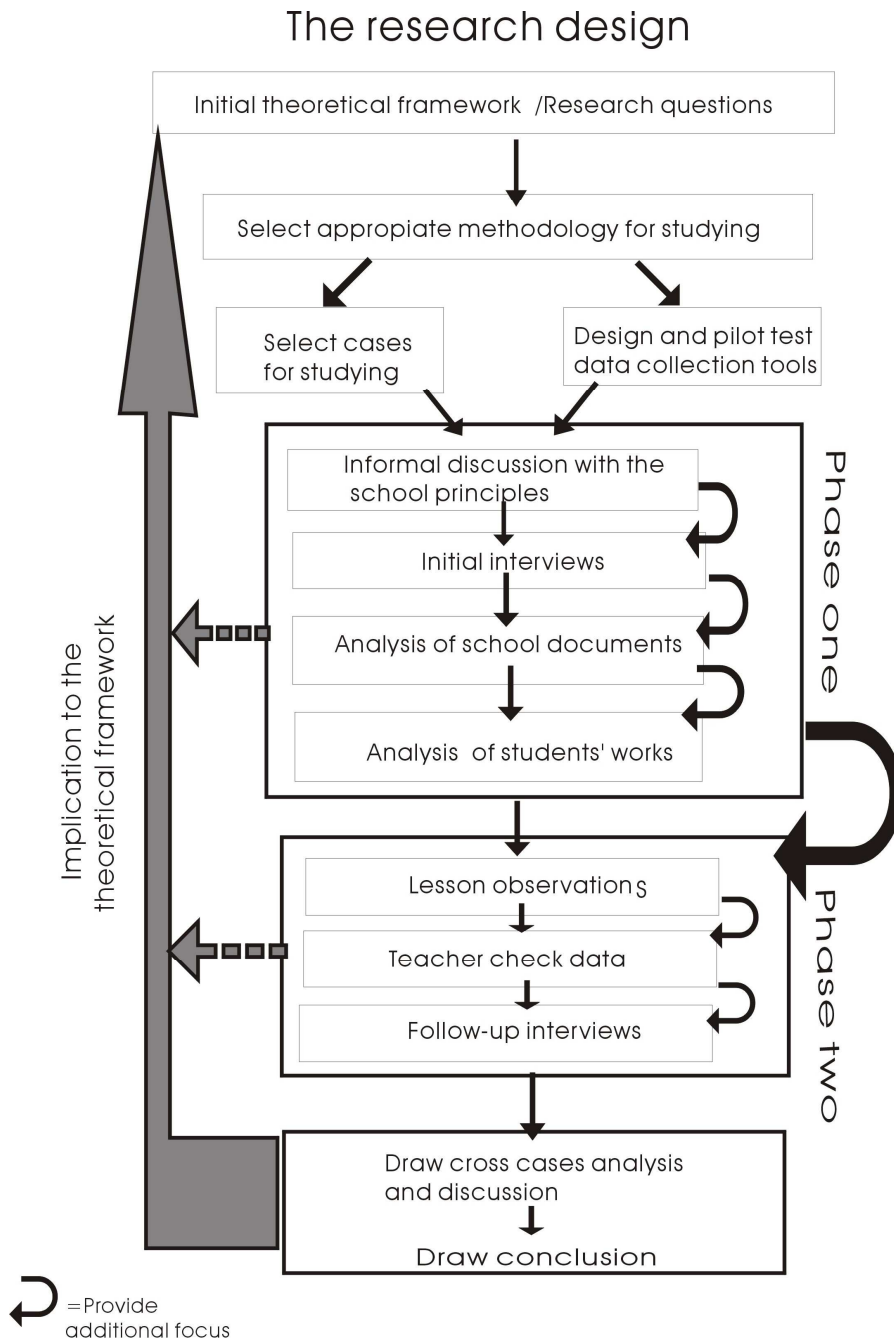 The research design
Initial theoretical framework /Research questions
Select appropiate methodology for studying
Select cases
for studying
Design and pilot test
data collection tools
Informal discussion with the
school principles
Initial interviews
Analysis of school documents
Analysis of students' works
Phase one
Implication to the
theoretical framework
Lesson observations
Teacher check data
Follow-up interviews
Phase two
Draw cross cases analysis
and discussion
Draw conclusion
=Provide
additional focus